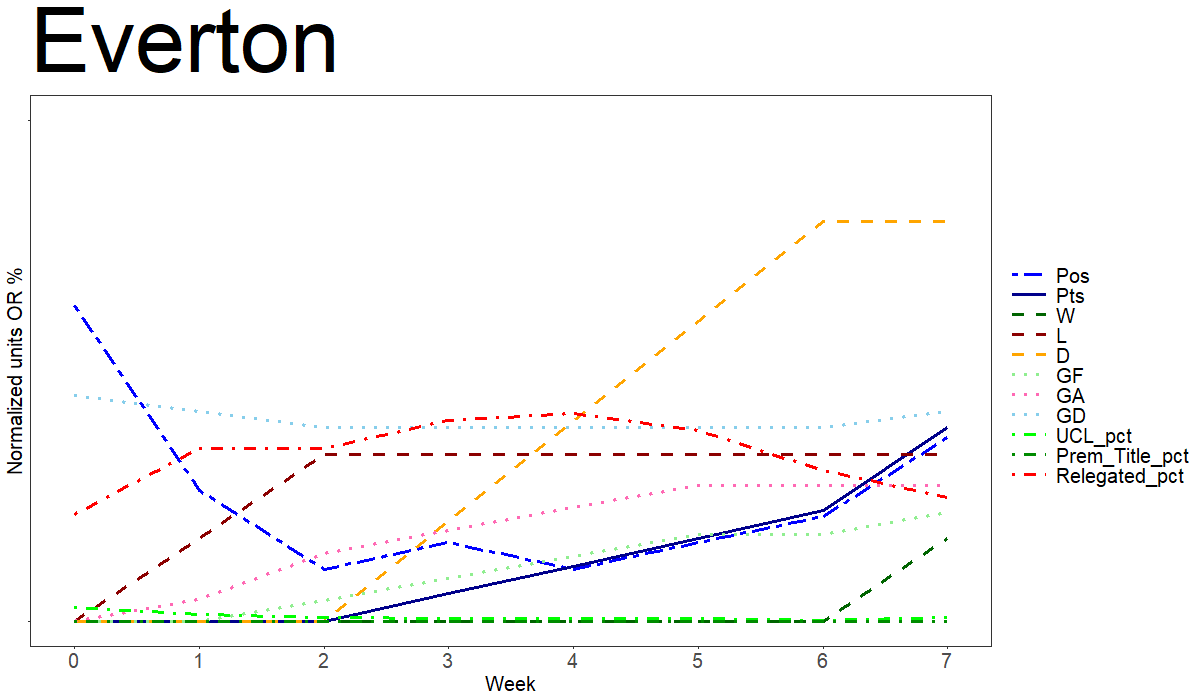 Everton
Normalized units OR %
Pos
Pts
W
L
D
GF
GA
GD
UCL_pct
Prem_Title_pct
Relegated_pct
0 1 2 3 4 5 6 7
Week